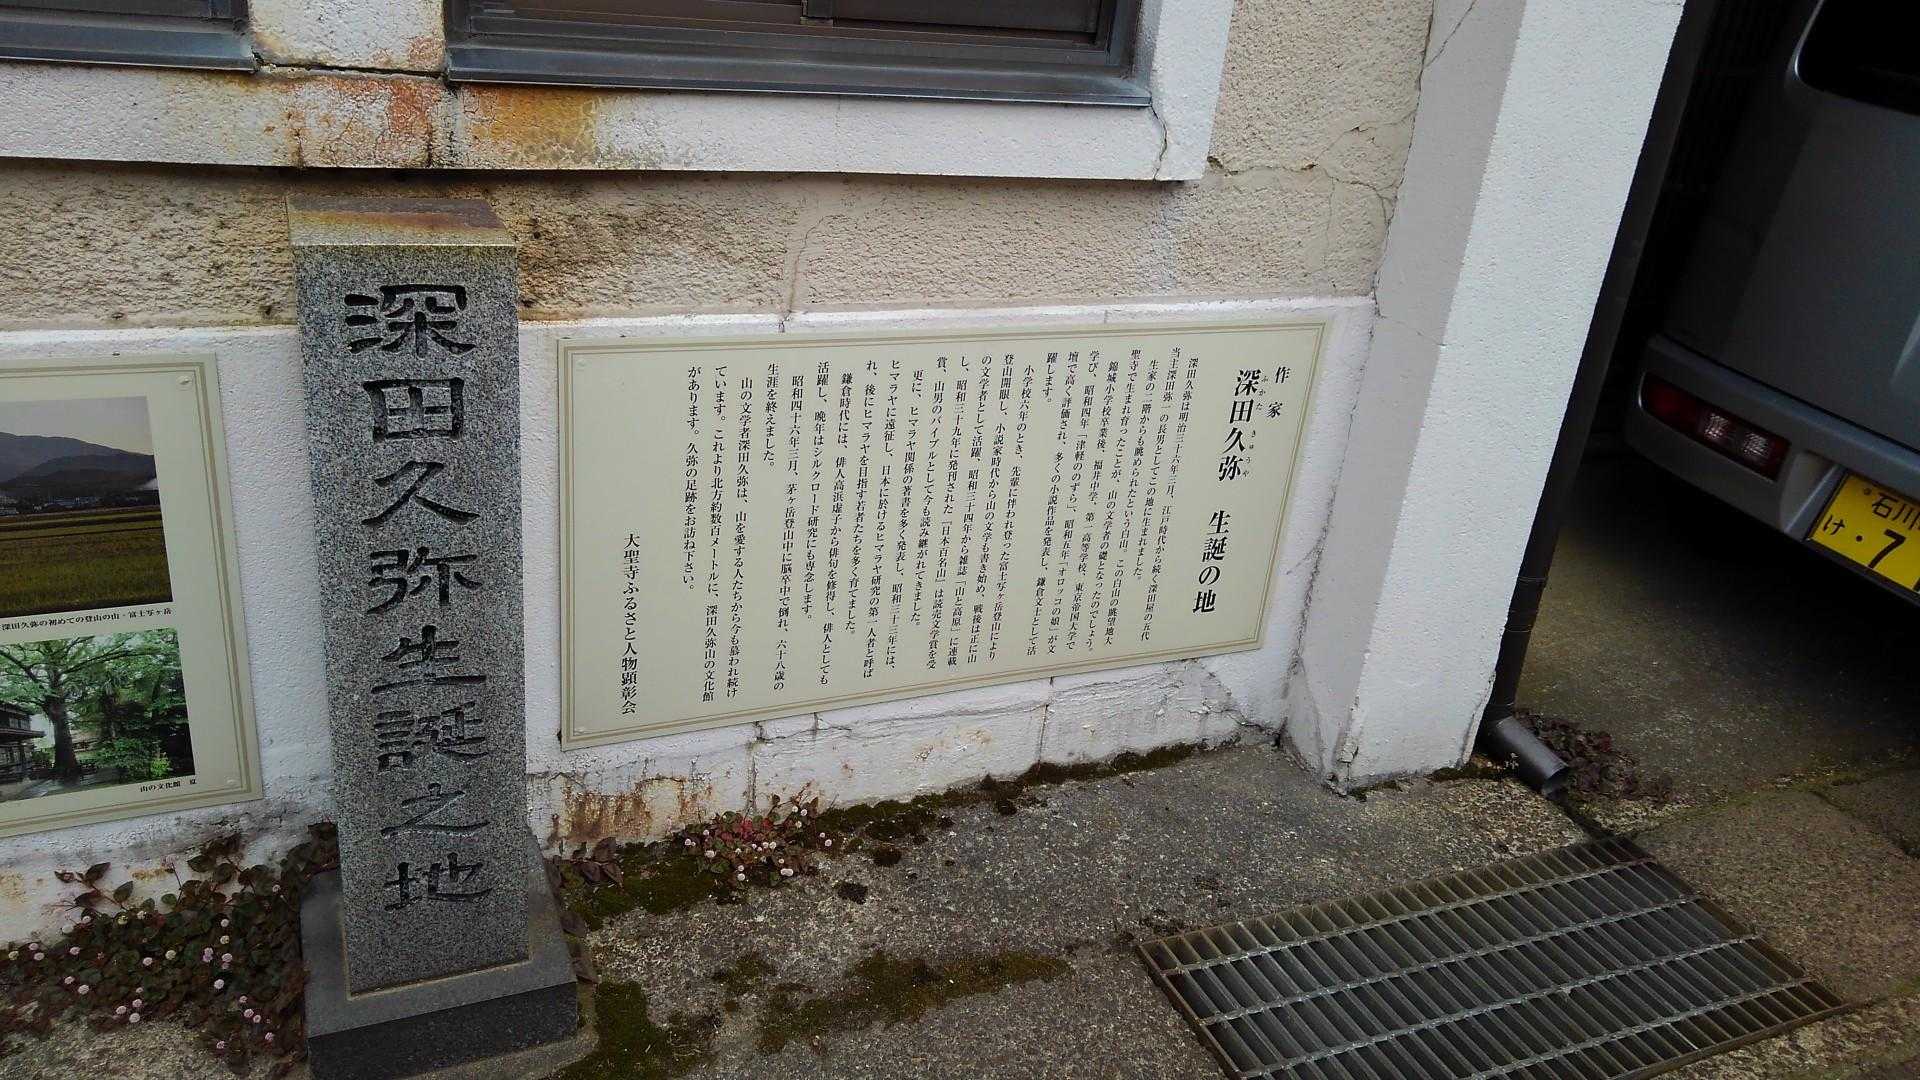 作家
深田久弥 生誕の地
ふかた きゅうや
深田久弥は明治三十六年三月、江戸時代から続く深田屋の五代
当主深田弥一の長男としてこの地に生まれました。
生家の二階からも眺められたという白山。この白山の眺望地大
聖寺で生まれ育ったことが、山の文学者の礎となったのでしょう。
錦城小学校卒業後、福井中学、第一高等学校、東京帝国大学で
学び、昭和四年「津軽のずら」、昭和五年「オロッコの娘」が文
壇で高く評価され、多くの小説作品を発表し、鎌倉文士として活
躍します。
小学校六年のとき、先輩に伴われ登った富士写ヶ岳登山により
登山開眼し、小説家時代から山の文学も書き始め、戦後は正に山
の文学者として活躍、昭和三十四年から雑誌「山と高原」に連載
し、昭和三十九年に発刊された『日本百名山』は読売文学賞を受
賞、山男のバイブルとして今も読み継がれてきました。
更に、ヒマラヤ関係の著書を多く発表し、昭和三十三年には、
ヒマラヤに遠征し、日本に於けるヒマラヤ研究の第一人者と呼ば
れ、後にヒマラヤを目指す若者たちを多く育てました。
鎌倉時代には、俳人高浜虚子から俳句を修得し、俳人としても
活躍し、晩年はシルクロード研究にも専念します。
昭和四十六年三月、茅ヶ岳登山中に脳卒中で倒れ、六十八歳の
生涯を終えました。
山の文学者深田久弥は、山を愛する人たちから今も慕われ続け
ています。これより北方約数百メートルに、深田久弥山の文化館
があります。久弥の足跡をお訪ね下さい。
大聖寺ふるさと人物顕彰会
深田久弥生誕之地
深田久弥の初めての登山の山・富士写ヶ岳
山の文化館 夏
石川
け・7